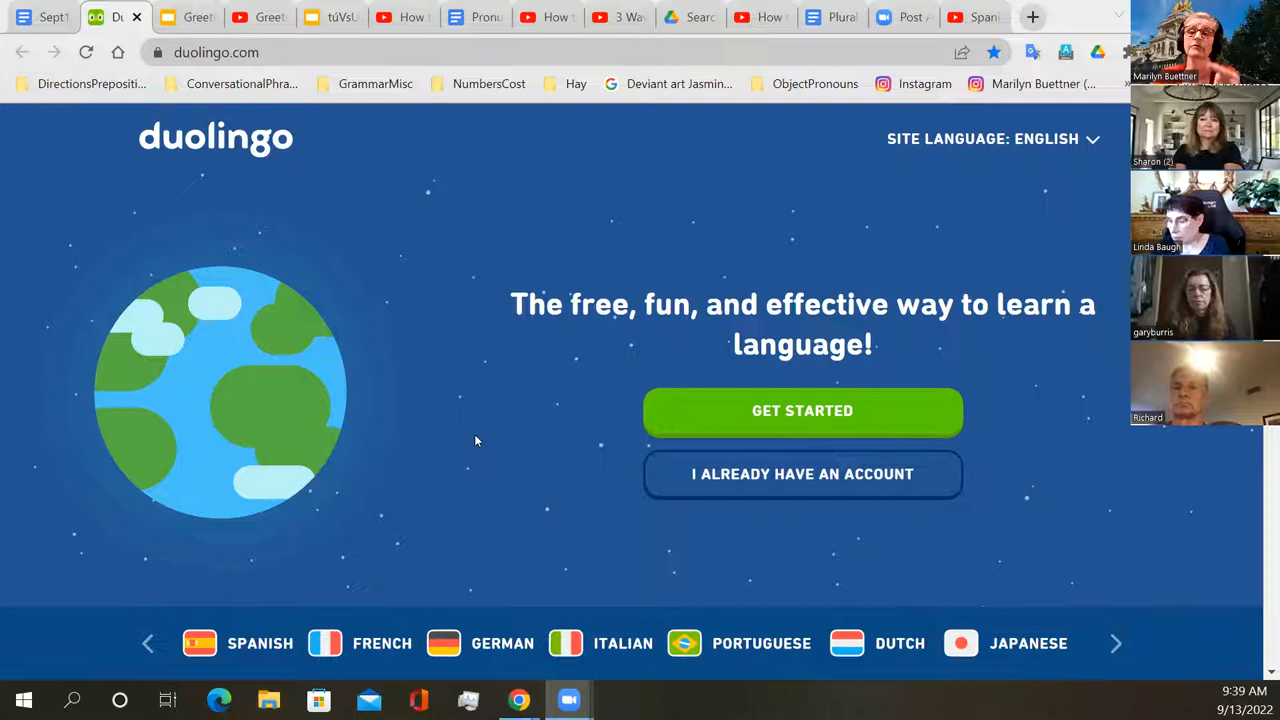 Sept1
Du
Greet
Greet
túVsU
How t
Pron
How t
3 Wa
Searc
How t
Plural
Post -
Spani
duolingo.com
DirectionsPrepositi...
ConversationalPhra...
GrammarMisc
Hay
Deviant art Jasmin...
ObjectPronouns
Instagram
Marilyn Buettner (...
duolingo
SITE LANGUAGE: ENGLISH
The free, fun, and effective way to learn a
language!
GET STARTED
I ALREADY HAVE AN ACCOUNT
SPANISH
FRENCH
GERMAN
ITALIAN
PORTUGUESE
DUTCH
JAPANESE
Marilyn Buettner
Sharon (2)
Linda Baugh
garyburris
Richard
9:39 AM
9/13/2022